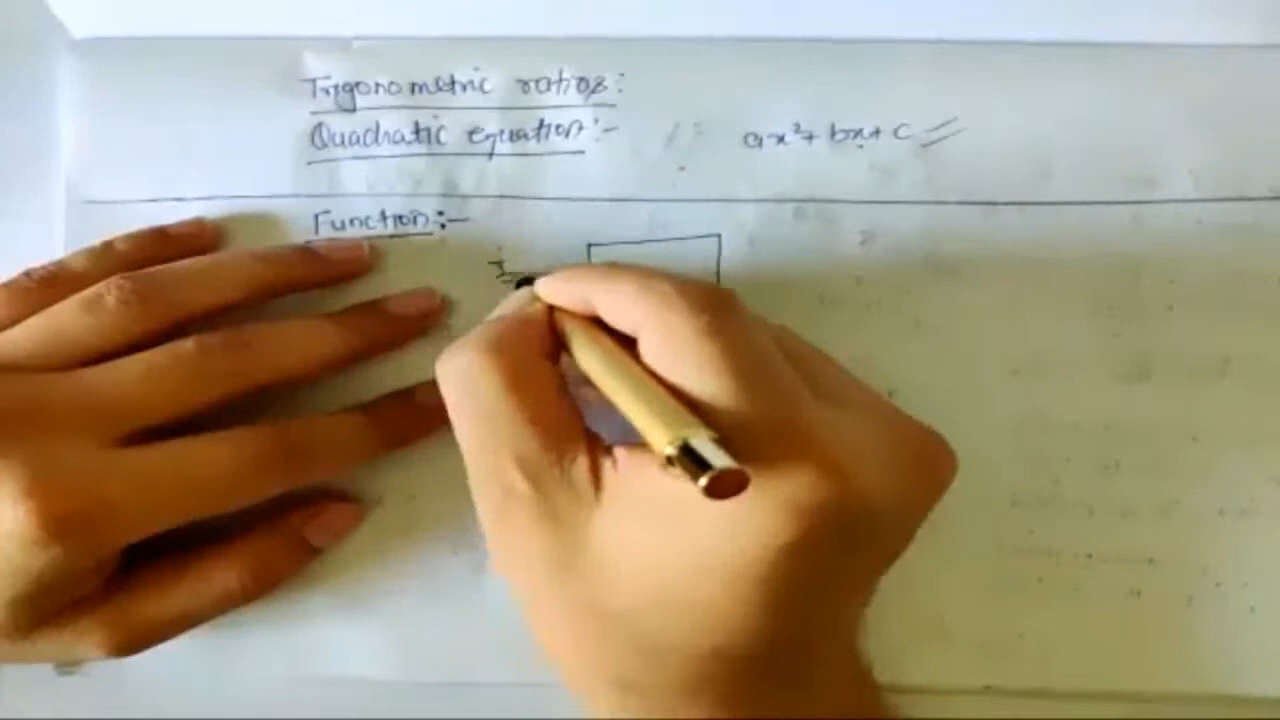 Trigonometric ratios:
Quadratic equation:- ax²+bx+c
Function:-